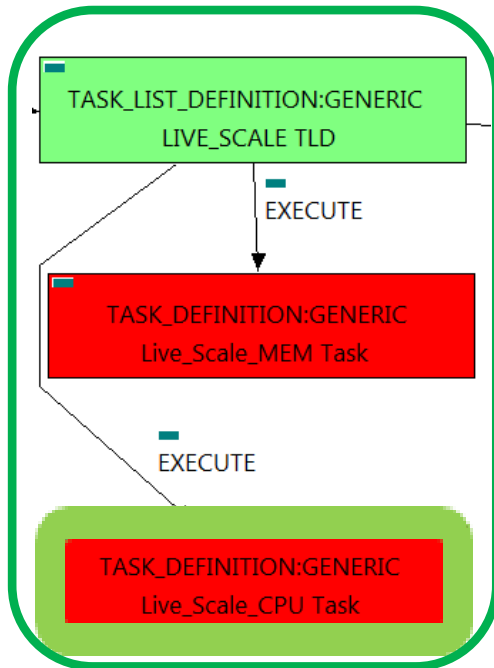 TASK_LIST_DEFINITION:GENERIC
LIVE_SCALE TLD
EXECUTE
TASK_DEFINITION:GENERIC
Live_Scale_MEM Task
EXECUTE
TASK_DEFINITION:GENERIC
Live_Scale_CPU Task